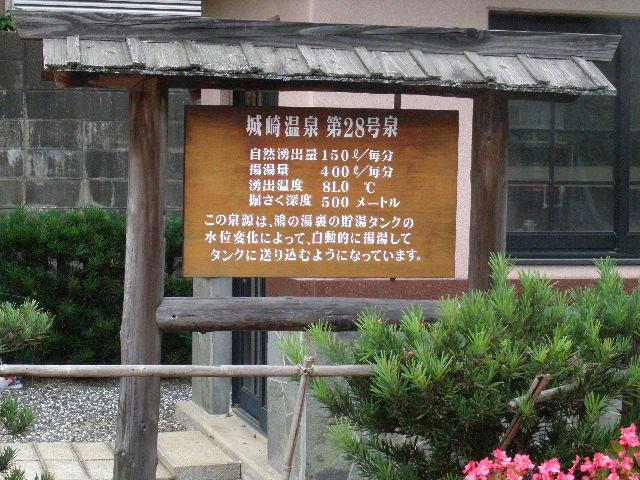 城崎温泉 第28号泉
自然湧出量 150ℓ/毎分
揚湯量 400ℓ/毎分
湧出温度 81.0 ℃
掘さく深度 500 メートル
この泉源は、鴻の湯裏の貯湯タンクの
水位変化によって、自動的に揚湯して
タンクに送り込むようになっています。